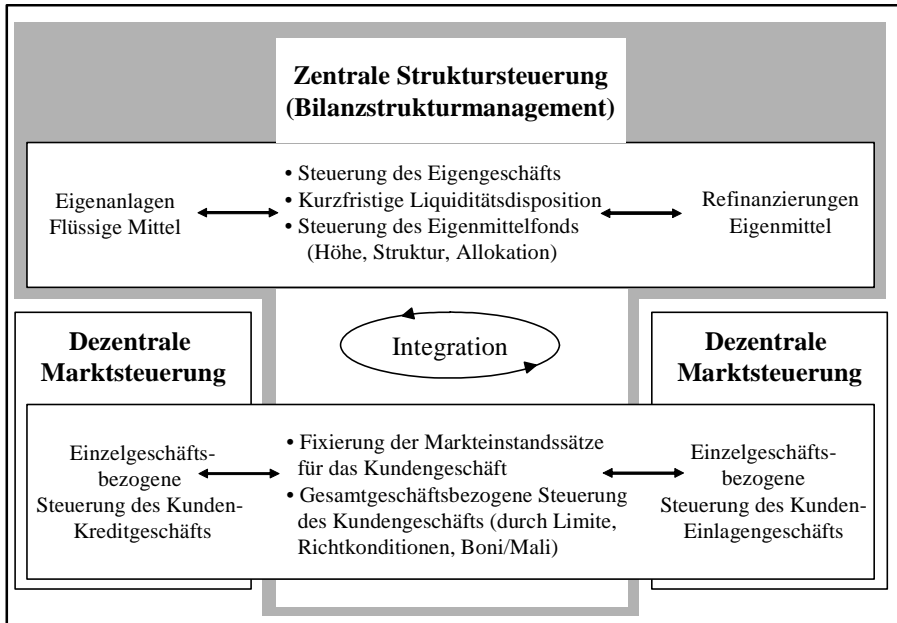 Zentrale Struktursteuerung
(Bilanzstrukturmanagement)
Eigenanlagen
Flüssige Mittel
• Steuerung des Eigengeschäfts
• Kurzfristige Liquiditätsdisposition
• Steuerung des Eigenmittelfonds
(Höhe, Struktur, Allokation)
Refinanzierungen
Eigenmittel
Integration
Dezentrale
Marktsteuerung
Dezentrale
Marktsteuerung
Einzelgeschäfts-
bezogene
Steuerung des Kunden-
Kreditgeschäfts
• Fixierung der Markteinstandssätze
für das Kundengeschäft
• Gesamtgeschäftsbezogene Steuerung
des Kundengeschäfts (durch Limite,
Richtkonditionen, Boni/Mali)
Einzelgeschäfts-
bezogene
Steuerung des Kunden-
Einlagengeschäfts